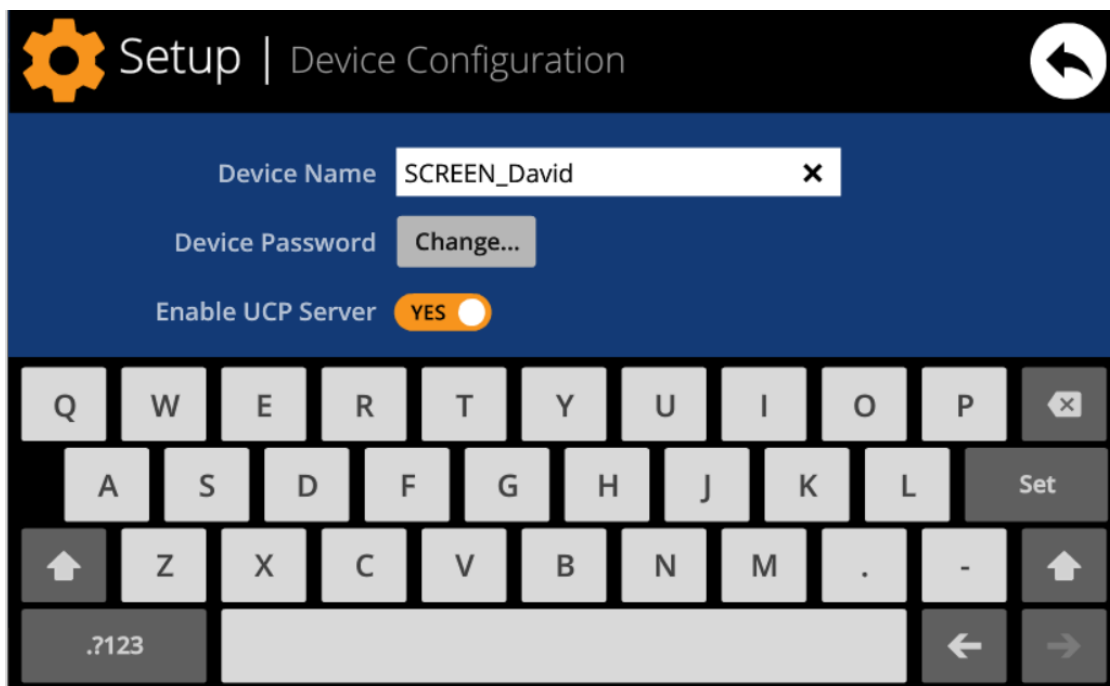 Setup | Device Configuration
Device Name SCREEN_David ×
Device Password Change...
Enable UCP Server YES
Q W E R T Y U I O P
A S D F G H J K L Set
Z X C V B N M . -
.?123